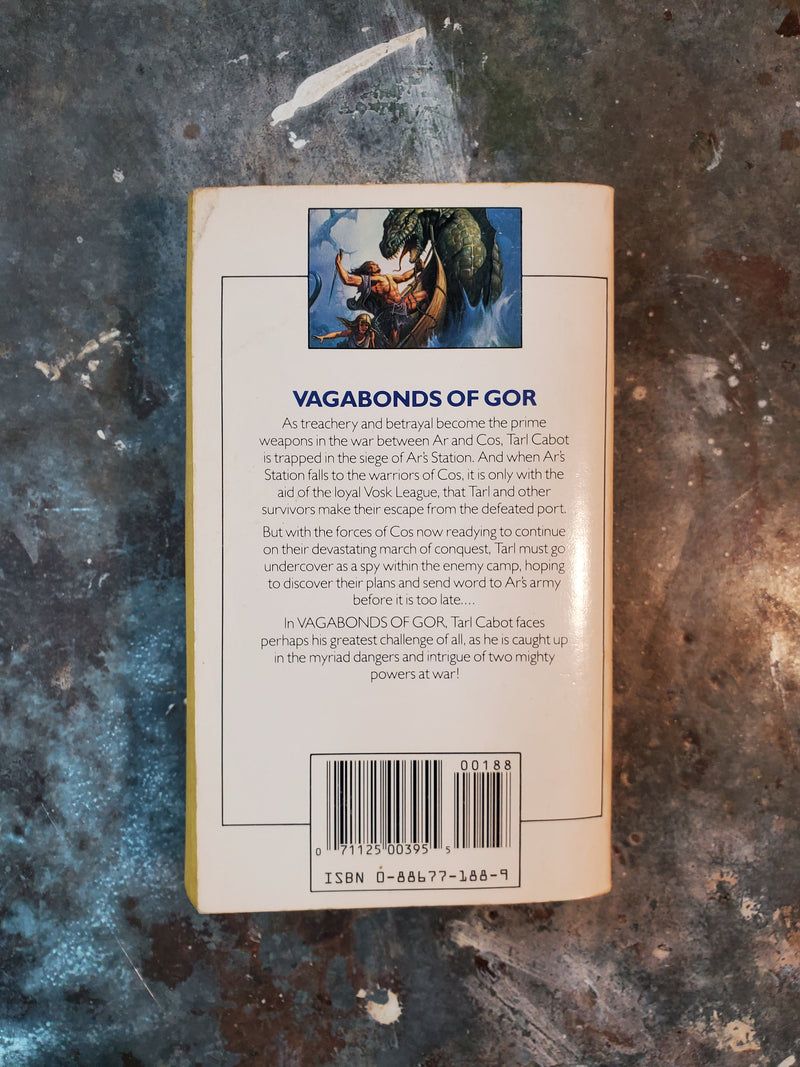 VAGABONDS OF GOR
As treachery and betrayal become the prime
weapons in the war between Ar and Cos, Tarl Cabot
is trapped in the siege of Ar's Station. And when Ar's
Station falls to the warriors of Cos, it is only with the
aid of the loyal Vosk League, that Tarl and other
survivors make their escape from the defeated port.
But with the forces of Cos now readying to continue
on their devastating march of conquest, Tarl must go
undercover as a spy within the enemy camp, hoping
to discover their plans and send word to Ar's army
before it is too late....
In VAGABONDS OF GOR, Tarl Cabot faces
perhaps his greatest challenge of all, as he is caught up
in the myriad dangers and intrigue of two mighty
powers at war!
00188
0 71125 00395 5
ISBN 0-88677-188-9